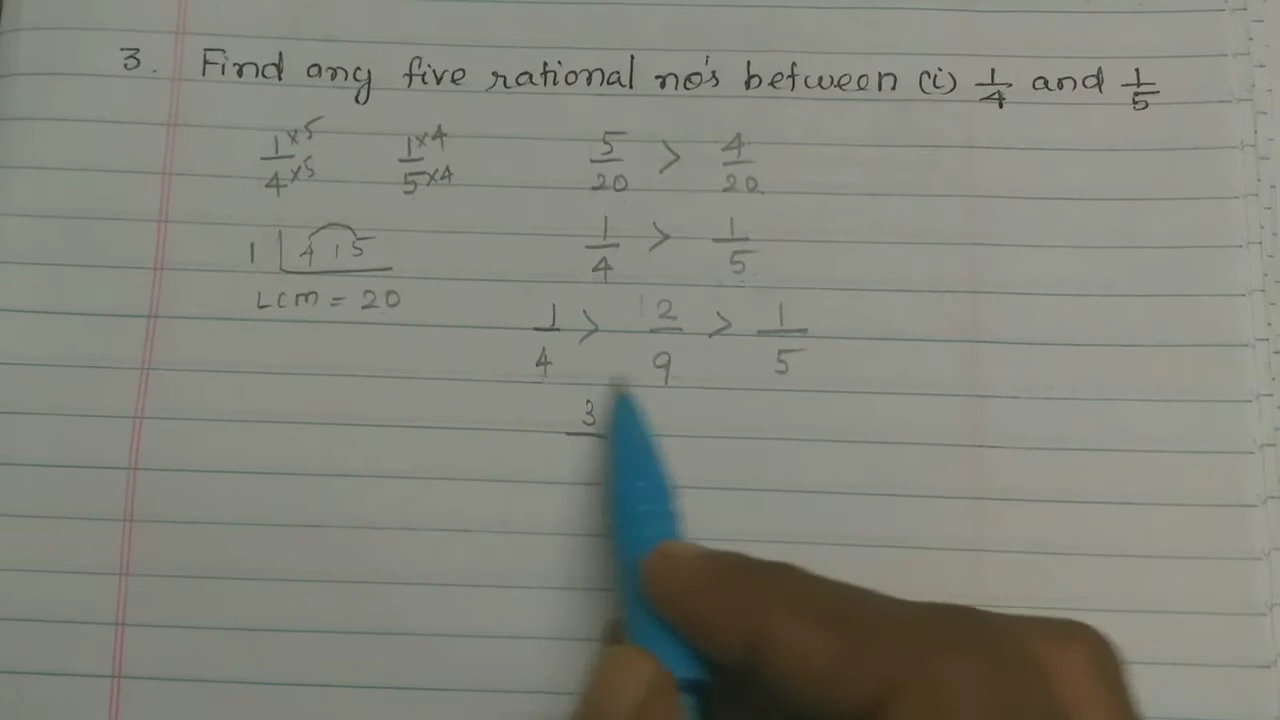 3. Find any five rational no's between (i) 1/4 and 1/5
1×5/4×5 1×4/5×4 5/20 > 4/20
1/4 > 1/5
1 | 4, 5
LCM = 20
1/4 > 2/9 > 1/5
3